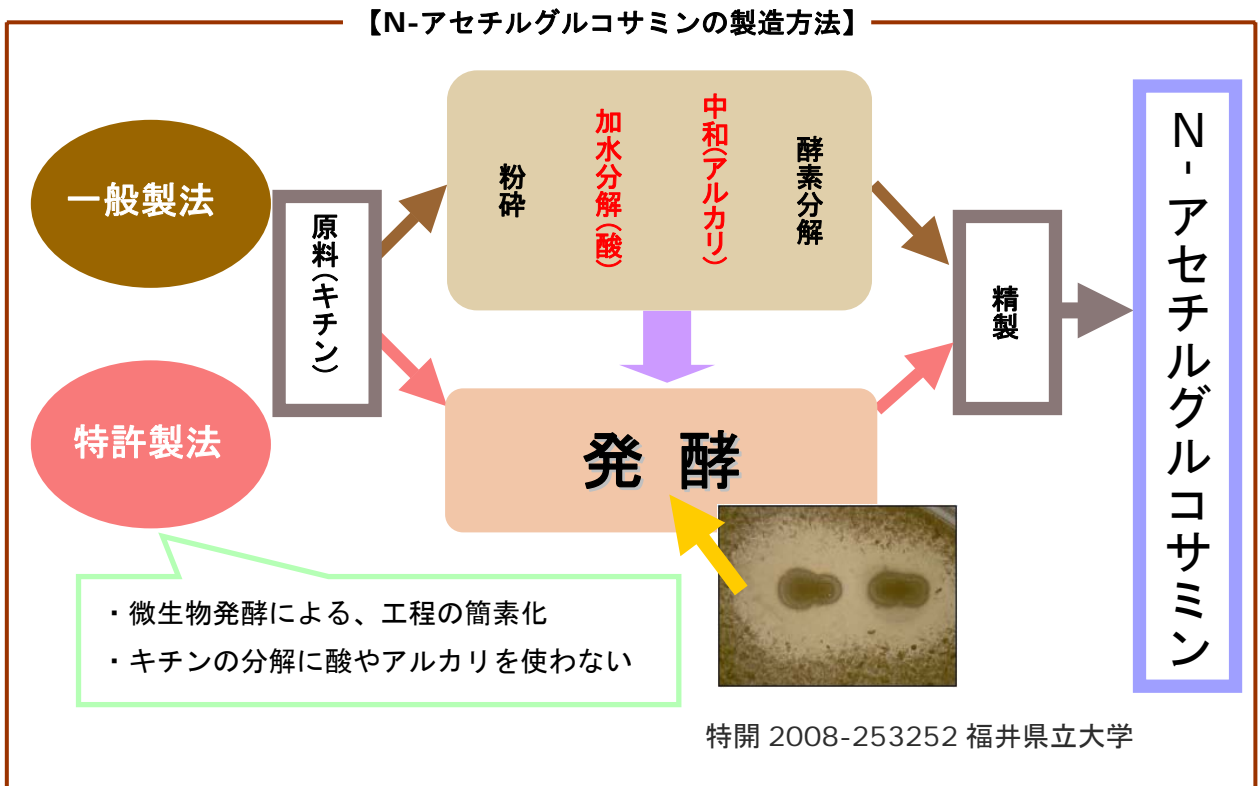 【N-アセチルグルコサミンの製造方法】
一般製法
特許製法
原料(キチン)
粉砕
加水分解(酸)
中和(アルカリ)
酵素分解
発 酵
精製
N-アセチルグルコサミン
・微生物発酵による、工程の簡素化
・キチンの分解に酸やアルカリを使わない
特開 2008-253252 福井県立大学